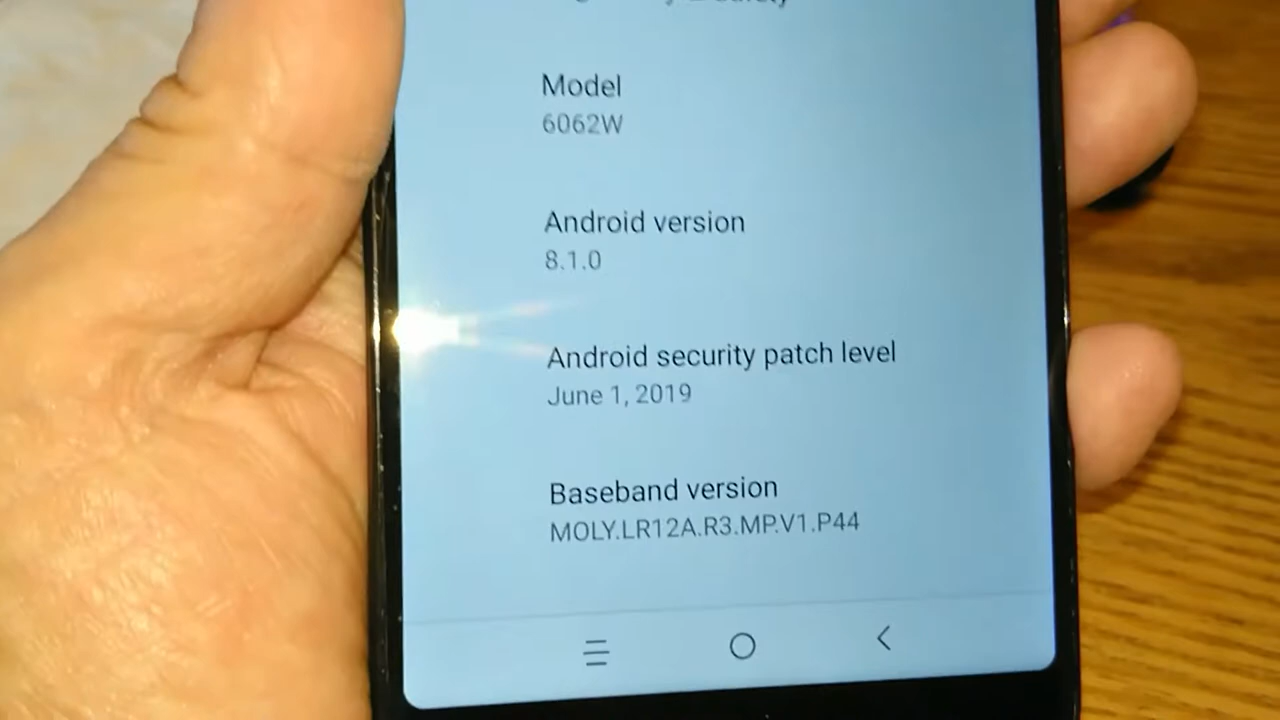 Model
6062W
Android version
8.1.0
Android security patch level
June 1, 2019
Baseband version
MOLY.LR12A.R3.MP.V1.P44